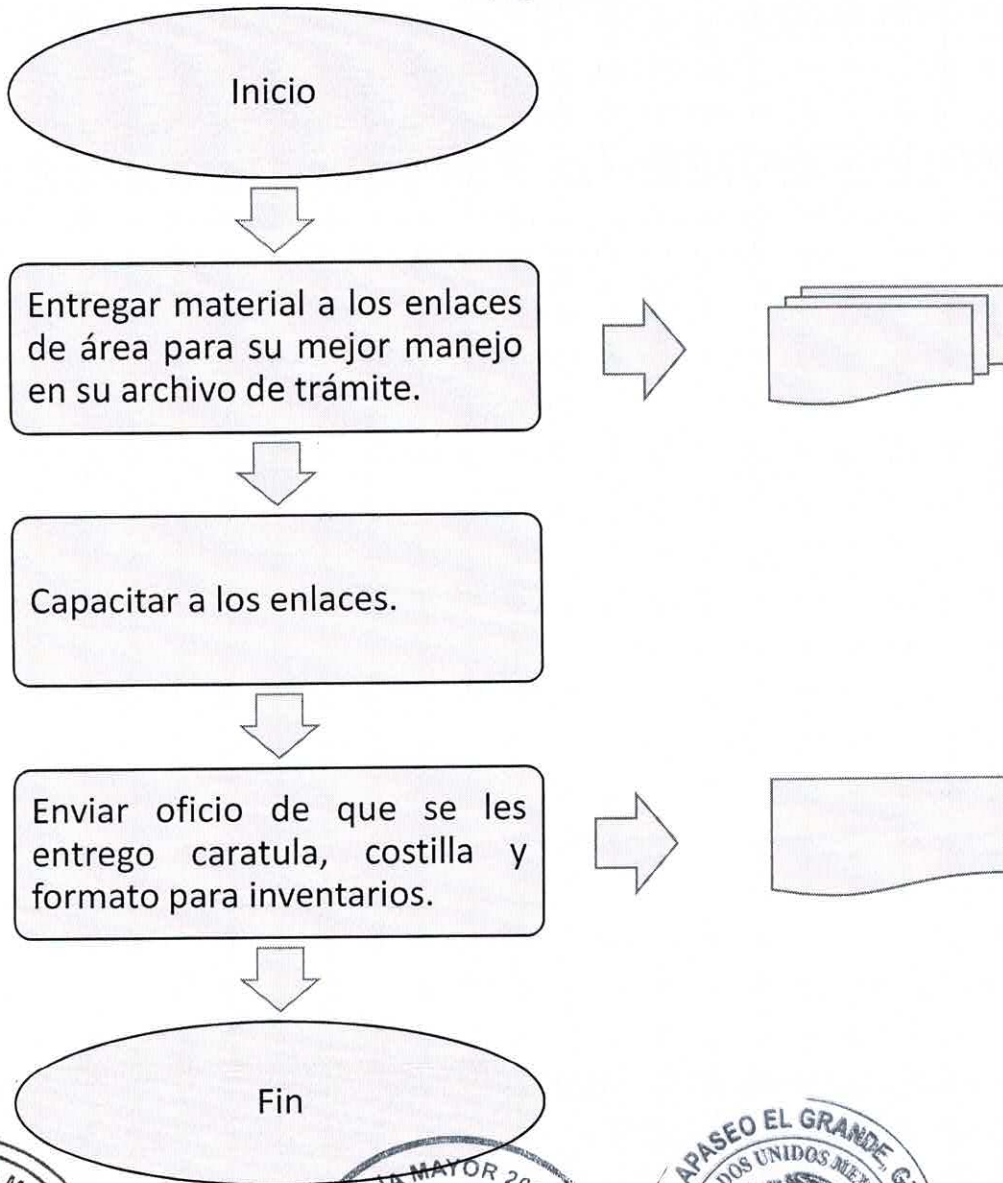 Inicio
Entregar material a los enlaces
de área para su mejor manejo
en su archivo de trámite.
Capacitar a los enlaces.
Enviar oficio de que se les
entrego caratula, costilla y
formato para inventarios.
Fin
MAYOR
APASEO EL GRANDE,
UNIDOS